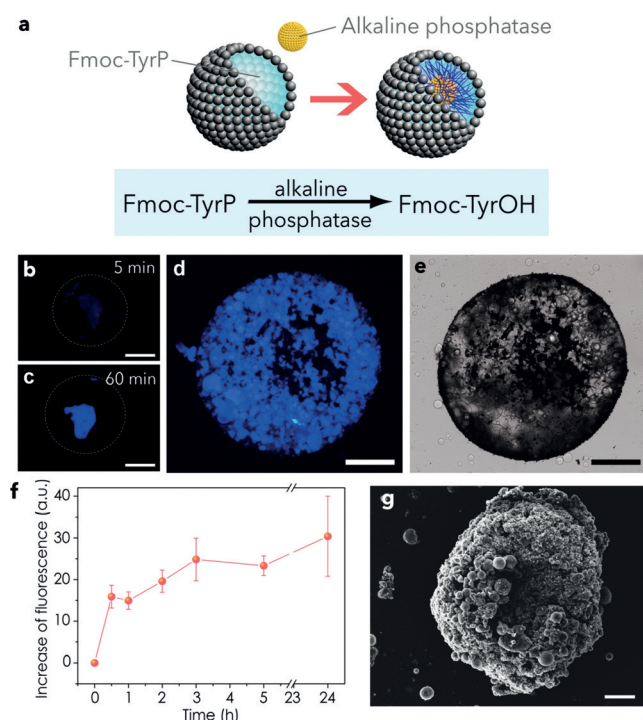 a
Alkaline phosphatase
Fmoc-TyrP
Fmoc-TyrP
alkaline
phosphatase
Fmoc-TyrOH
b
5 min
c
60 min
d
e
f
Increase of fluorescence (a.u.)
40
30
20
10
0
0 1 2 3 5 23 24
Time (h)
g